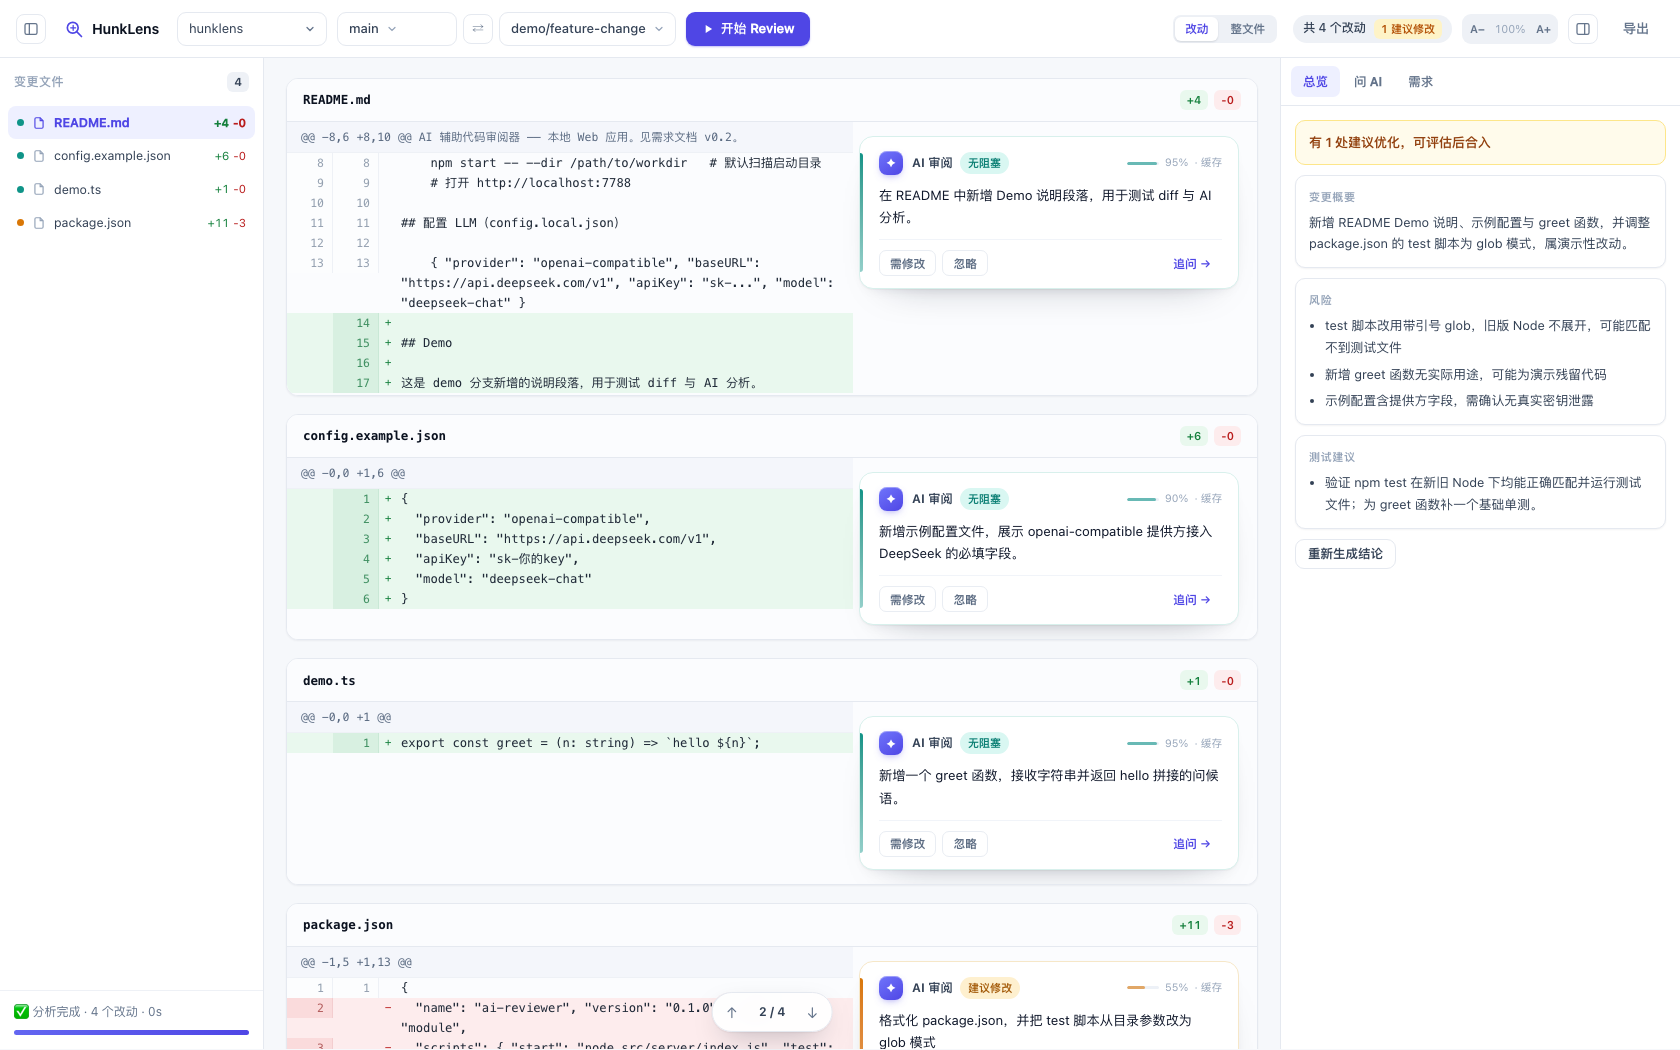 HunkLens
hunklens
main
demo/feature-change
开始 Review
改动
整文件
共 4 个改动
1 建议修改
A−
100%
A+
导出
变更文件
4
README.md
+4 -0
config.example.json
+6 -0
demo.ts
+1 -0
package.json
+11 -3
✅ 分析完成 · 4 个改动 · 0s
README.md
+4
-0
@@ −8,6 +8,10 @@ AI 辅助代码审阅器 —— 本地 Web 应用。见需求文档 v0.2。
8 8 npm start −− −−dir /path/to/workdir # 默认扫描启动目录
9 9 # 打开 http://localhost:7788
10 10
11 11 ## 配置 LLM（config.local.json）
12 12
13 13 { "provider": "openai-compatible", "baseURL":
"https://api.deepseek.com/v1", "apiKey": "sk-...", "model":
"deepseek-chat" }
14 +
15 + ## Demo
16 +
17 + 这是 demo 分支新增的说明段落，用于测试 diff 与 AI 分析。
AI 审阅
无阻塞
95% · 缓存
在 README 中新增 Demo 说明段落，用于测试 diff 与 AI
分析。
需修改
忽略
追问 →
config.example.json
+6
-0
@@ −0,0 +1,6 @@
1 + {
2 + "provider": "openai-compatible",
3 + "baseURL": "https://api.deepseek.com/v1",
4 + "apiKey": "sk-你的key",
5 + "model": "deepseek-chat"
6 + }
AI 审阅
无阻塞
90% · 缓存
新增示例配置文件，展示 openai-compatible 提供方接入
DeepSeek 的必填字段。
需修改
忽略
追问 →
demo.ts
+1
-0
@@ −0,0 +1 @@
1 + export const greet = (n: string) => `hello ${n}`;
AI 审阅
无阻塞
95% · 缓存
新增一个 greet 函数，接收字符串并返回 hello 拼接的问候
语。
需修改
忽略
追问 →
package.json
+11
-3
@@ −1,5 +1,13 @@
1 1 {
2 − "name": "ai-reviewer", "version": "0.1.0"
"module",
3 − "scripts": { "start": "node src/server/index.js", "test":
↑ 2 / 4 ↓
AI 审阅
建议修改
55% · 缓存
格式化 package.json，并把 test 脚本从目录参数改为
glob 模式
总览
问 AI
需求
有 1 处建议优化，可评估后合入
变更概要
新增 README Demo 说明、示例配置与 greet 函数，并调整
package.json 的 test 脚本为 glob 模式，属演示性改动。
风险
• test 脚本改用带引号 glob，旧版 Node 不展开，可能匹配
不到测试文件
• 新增 greet 函数无实际用途，可能为演示残留代码
• 示例配置含提供方字段，需确认无真实密钥泄露
测试建议
• 验证 npm test 在新旧 Node 下均能正确匹配并运行测试
文件；为 greet 函数补一个基础单测。
重新生成结论